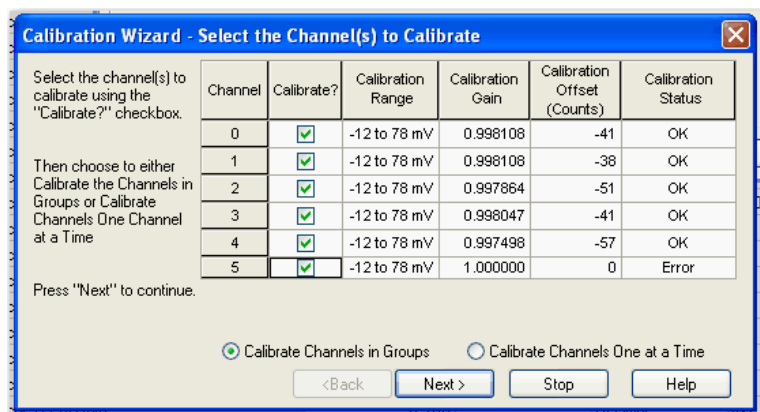 Calibration Wizard - Select the Channel(s) to Calibrate
Select the channel(s) to
calibrate using the
"Calibrate?" checkbox.
Then choose to either
Calibrate the Channels in
Groups or Calibrate
Channels One Channel
at a Time
Press "Next" to continue.
Channel Calibrate? Calibration Range Calibration Gain Calibration Offset (Counts) Calibration Status
0 -12 to 78 mV 0.998108 -41 OK
1 -12 to 78 mV 0.998108 -38 OK
2 -12 to 78 mV 0.997864 -51 OK
3 -12 to 78 mV 0.998047 -41 OK
4 -12 to 78 mV 0.997498 -57 OK
5 -12 to 78 mV 1.000000 0 Error
Calibrate Channels in Groups Calibrate Channels One at a Time
<Back Next > Stop Help